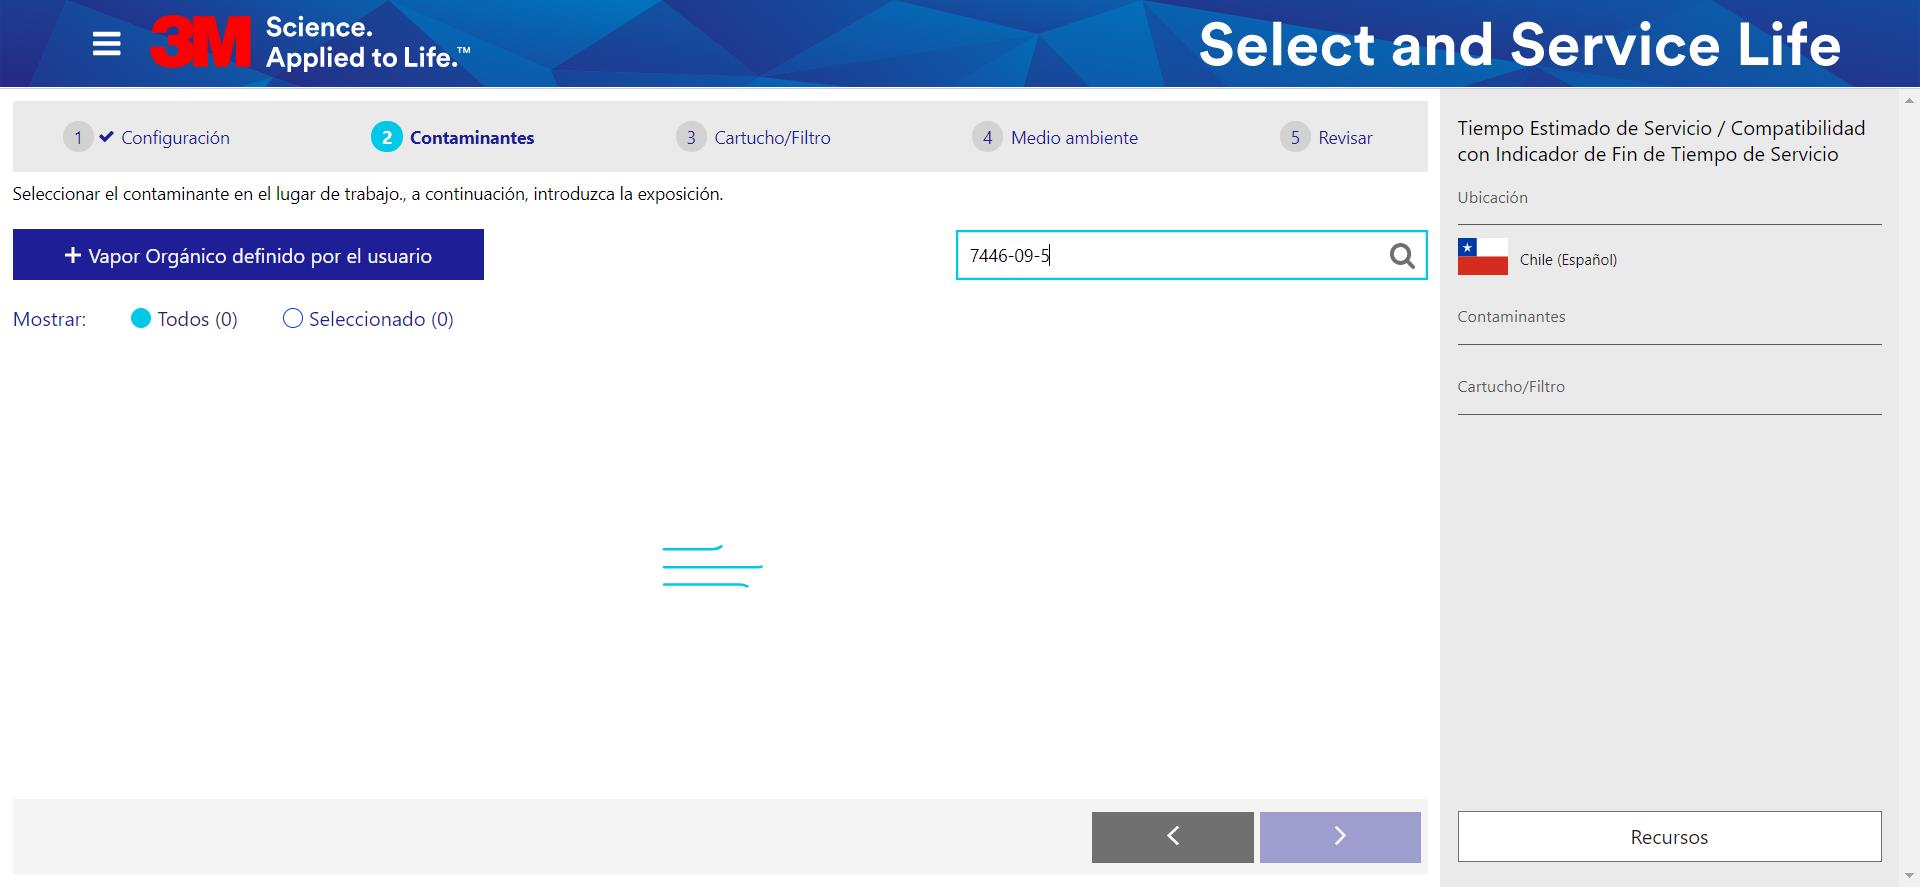 3M Science.
Applied to Life.™
Select and Service Life
1 Configuración
2 Contaminantes
3 Cartucho/Filtro
4 Medio ambiente
5 Revisar
Seleccionar el contaminante en el lugar de trabajo., a continuación, introduzca la exposición.
+ Vapor Orgánico definido por el usuario
7446-09-5
Mostrar: Todos (0) Seleccionado (0)
Tiempo Estimado de Servicio / Compatibilidad
con Indicador de Fin de Tiempo de Servicio
Ubicación
Chile (Español)
Contaminantes
Cartucho/Filtro
Recursos